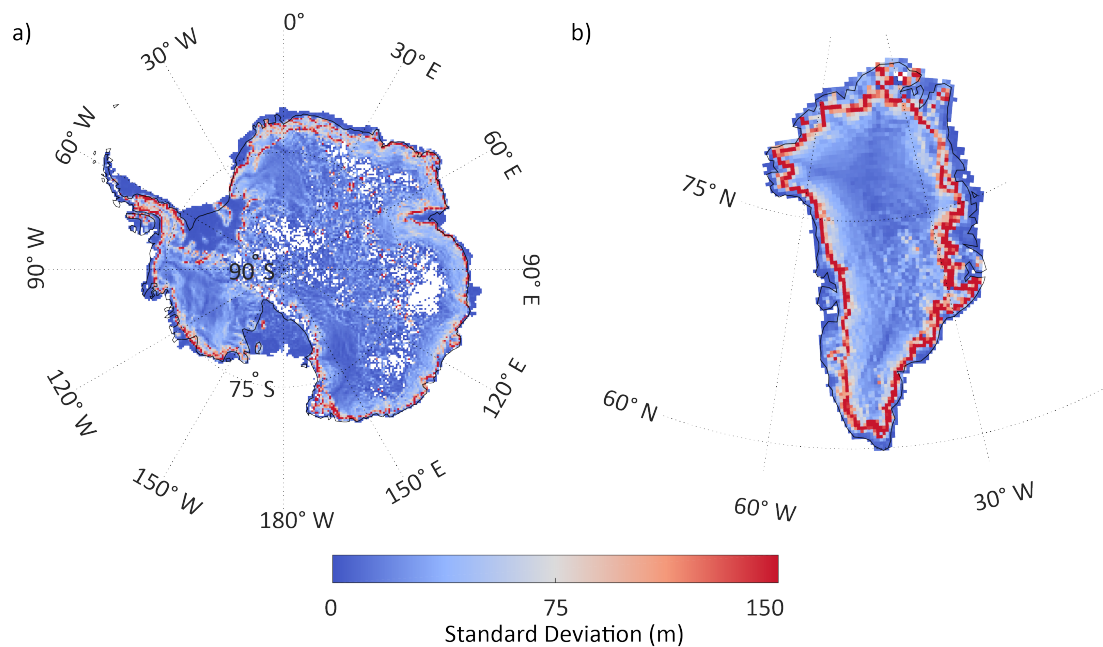 a)
0°
30° W
30° E
60° W
60° E
90° W
90° S
90° E
75° S
120° W
120° E
150° W
150° E
180° W
b)
75° N
60° N
60° W
30° W
0
75
150
Standard Deviation (m)